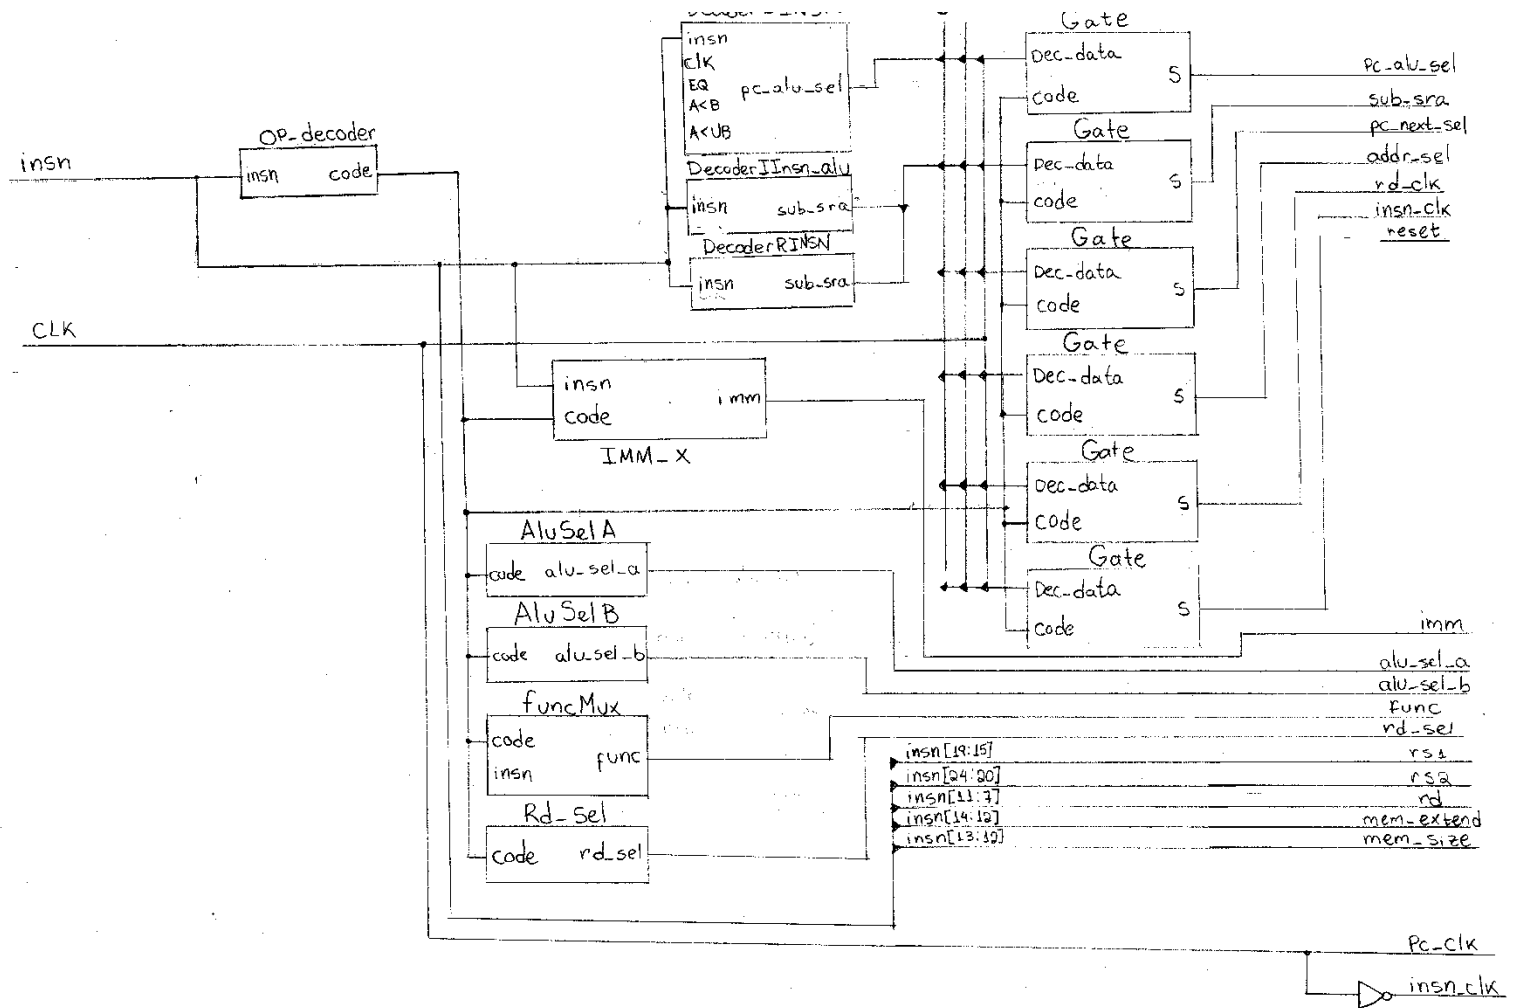 Gate
insn
Dec_data
CLK
S
Pc_alu_sel
EQ
pc_alu_sel
code
sub_sra
A<B
A<UB
Gate
pc_next_sel
OP_decoder
addr_sel
insn
insn code
DecoderIInsn_alu
Dec_data
S
rd_clk
insn sub_sra
code
insn_clk
reset
DecoderRINSN
Gate
insn sub_sra
Dec_data
S
code
CLK
Gate
insn
imm
Dec_data
S
code
code
IMM_X
Gate
Dec_data
S
code
AluSelA
code alu_sel_a
Gate
Dec_data
S
code
AluSelB
code alu_sel_b
imm
alu_sel_a
alu_sel_b
funcMux
func
code
rd_sel
func
insn
insn[19:15] rs1
insn[24:20] rs2
insn[11:7] rd
Rd_Sel
insn[14:12] mem_extend
insn[13:12] mem_size
code rd_sel
Pc_clk
insn_clk